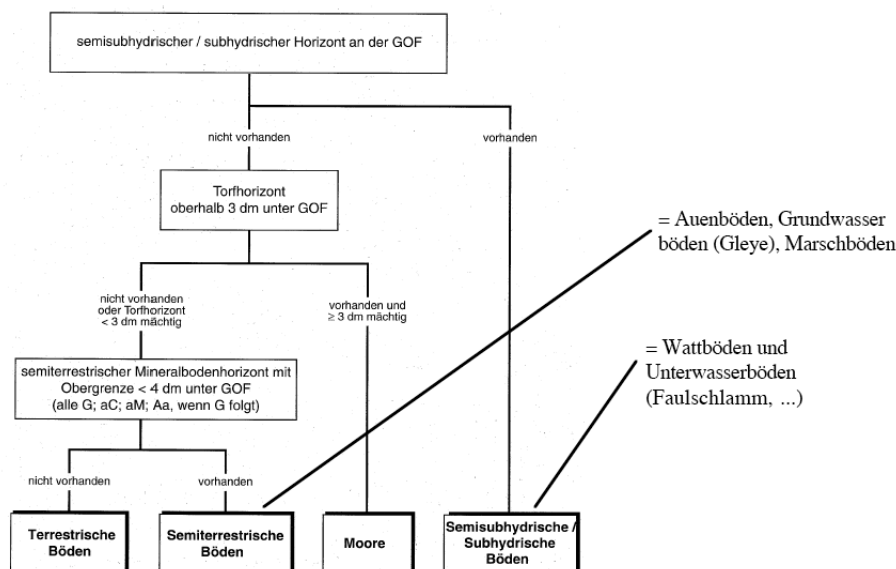 semisubhydrischer / subhydrischer Horizont an der GOF
nicht vorhanden
vorhanden
Torfhorizont
oberhalb 3 dm unter GOF
= Auenböden, Grundwasser
böden (Gleye), Marschböden
nicht vorhanden
oder Torfhorizont
< 3 dm mächtig
vorhanden und
≥ 3 dm mächtig
semiterrestrischer Mineralbodenhorizont mit
Obergrenze < 4 dm unter GOF
(alle G; aC; aM; Aa, wenn G folgt)
= Wattböden und
Unterwasserböden
(Faulschlamm, ...)
nicht vorhanden
vorhanden
Terrestrische
Böden
Semiterrestrische
Böden
Moore
Semisubhydrische /
Subhydrische
Böden